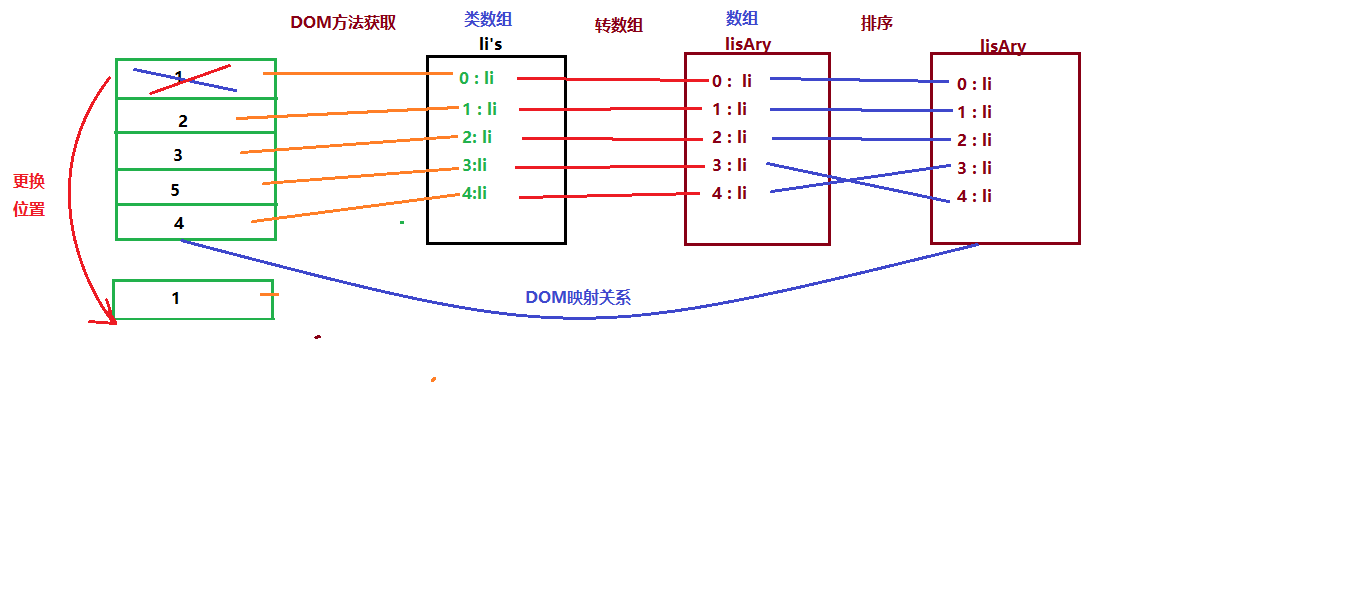 DOM方法获取
类数组
转数组
数组
排序
li's
lisAry
lisAry
1
2
3
5
4
1
更换
位置
0 : li
1 : li
2: li
3:li
4:li
0 : li
1 : li
2 : li
3 : li
4 : li
0 : li
1 : li
2 : li
3 : li
4 : li
DOM映射关系